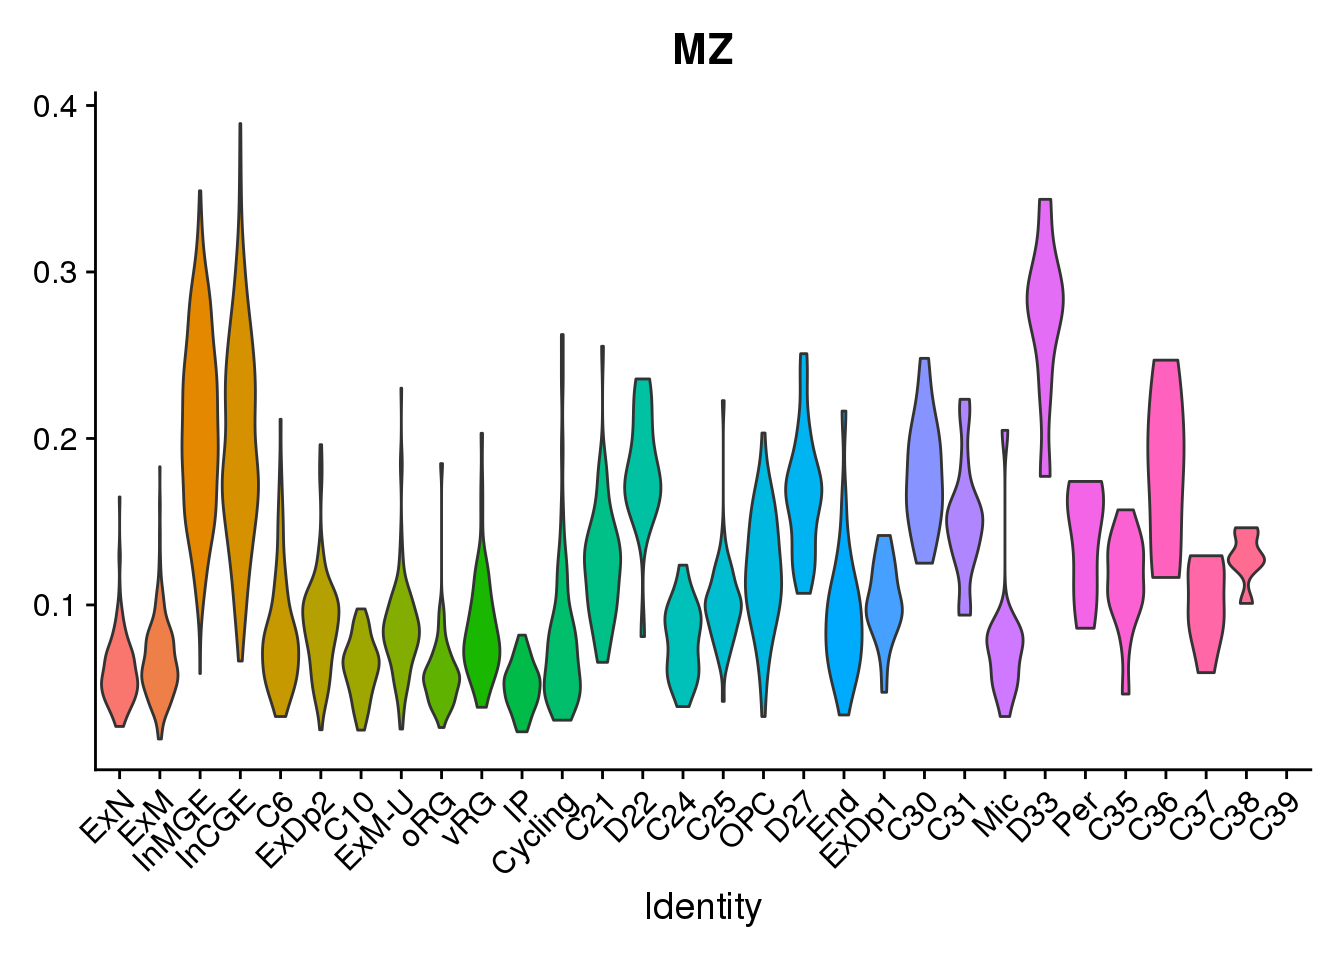 MZ
0.4
0.3
0.2
0.1
ExN ExM InMGE InCGE C6 ExDp2 C10 ExM-U oRG vRG IP Cycling C21 D22 C24 C25 OPC D27 End ExDp1 C30 C31 Mic D33 Per C35 C36 C37 C38 C39
Identity